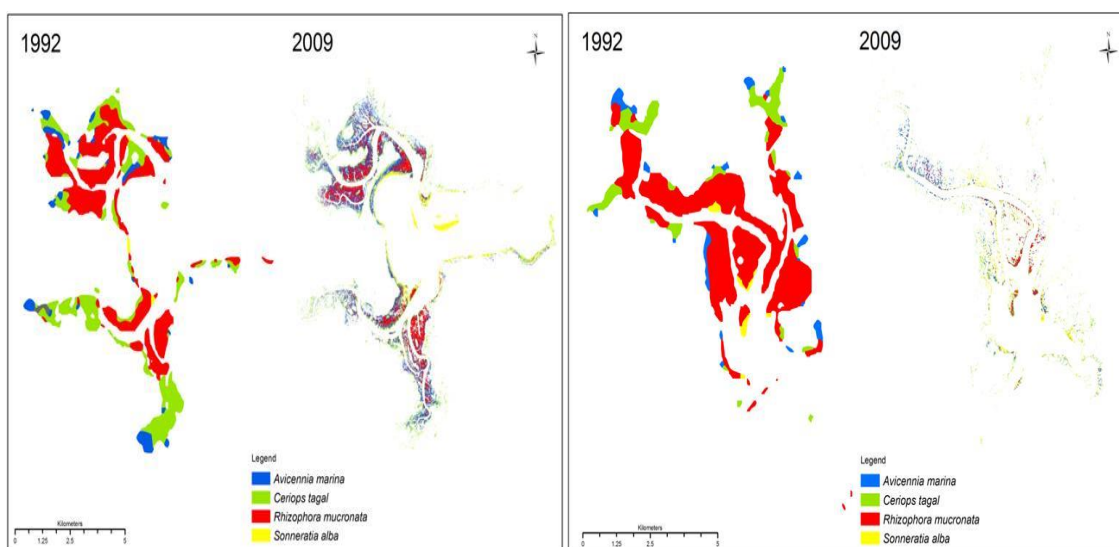 1992
2009
N
Legend
Avicennia marina
Ceriops tagal
Rhizophora mucronata
Sonneratia alba
Kilometers
0 1.25 2.5 5
1992
2009
N
Legend
Avicennia marina
Ceriops tagal
Rhizophora mucronata
Sonneratia alba
Kilometers
0 1.25 2.5 5